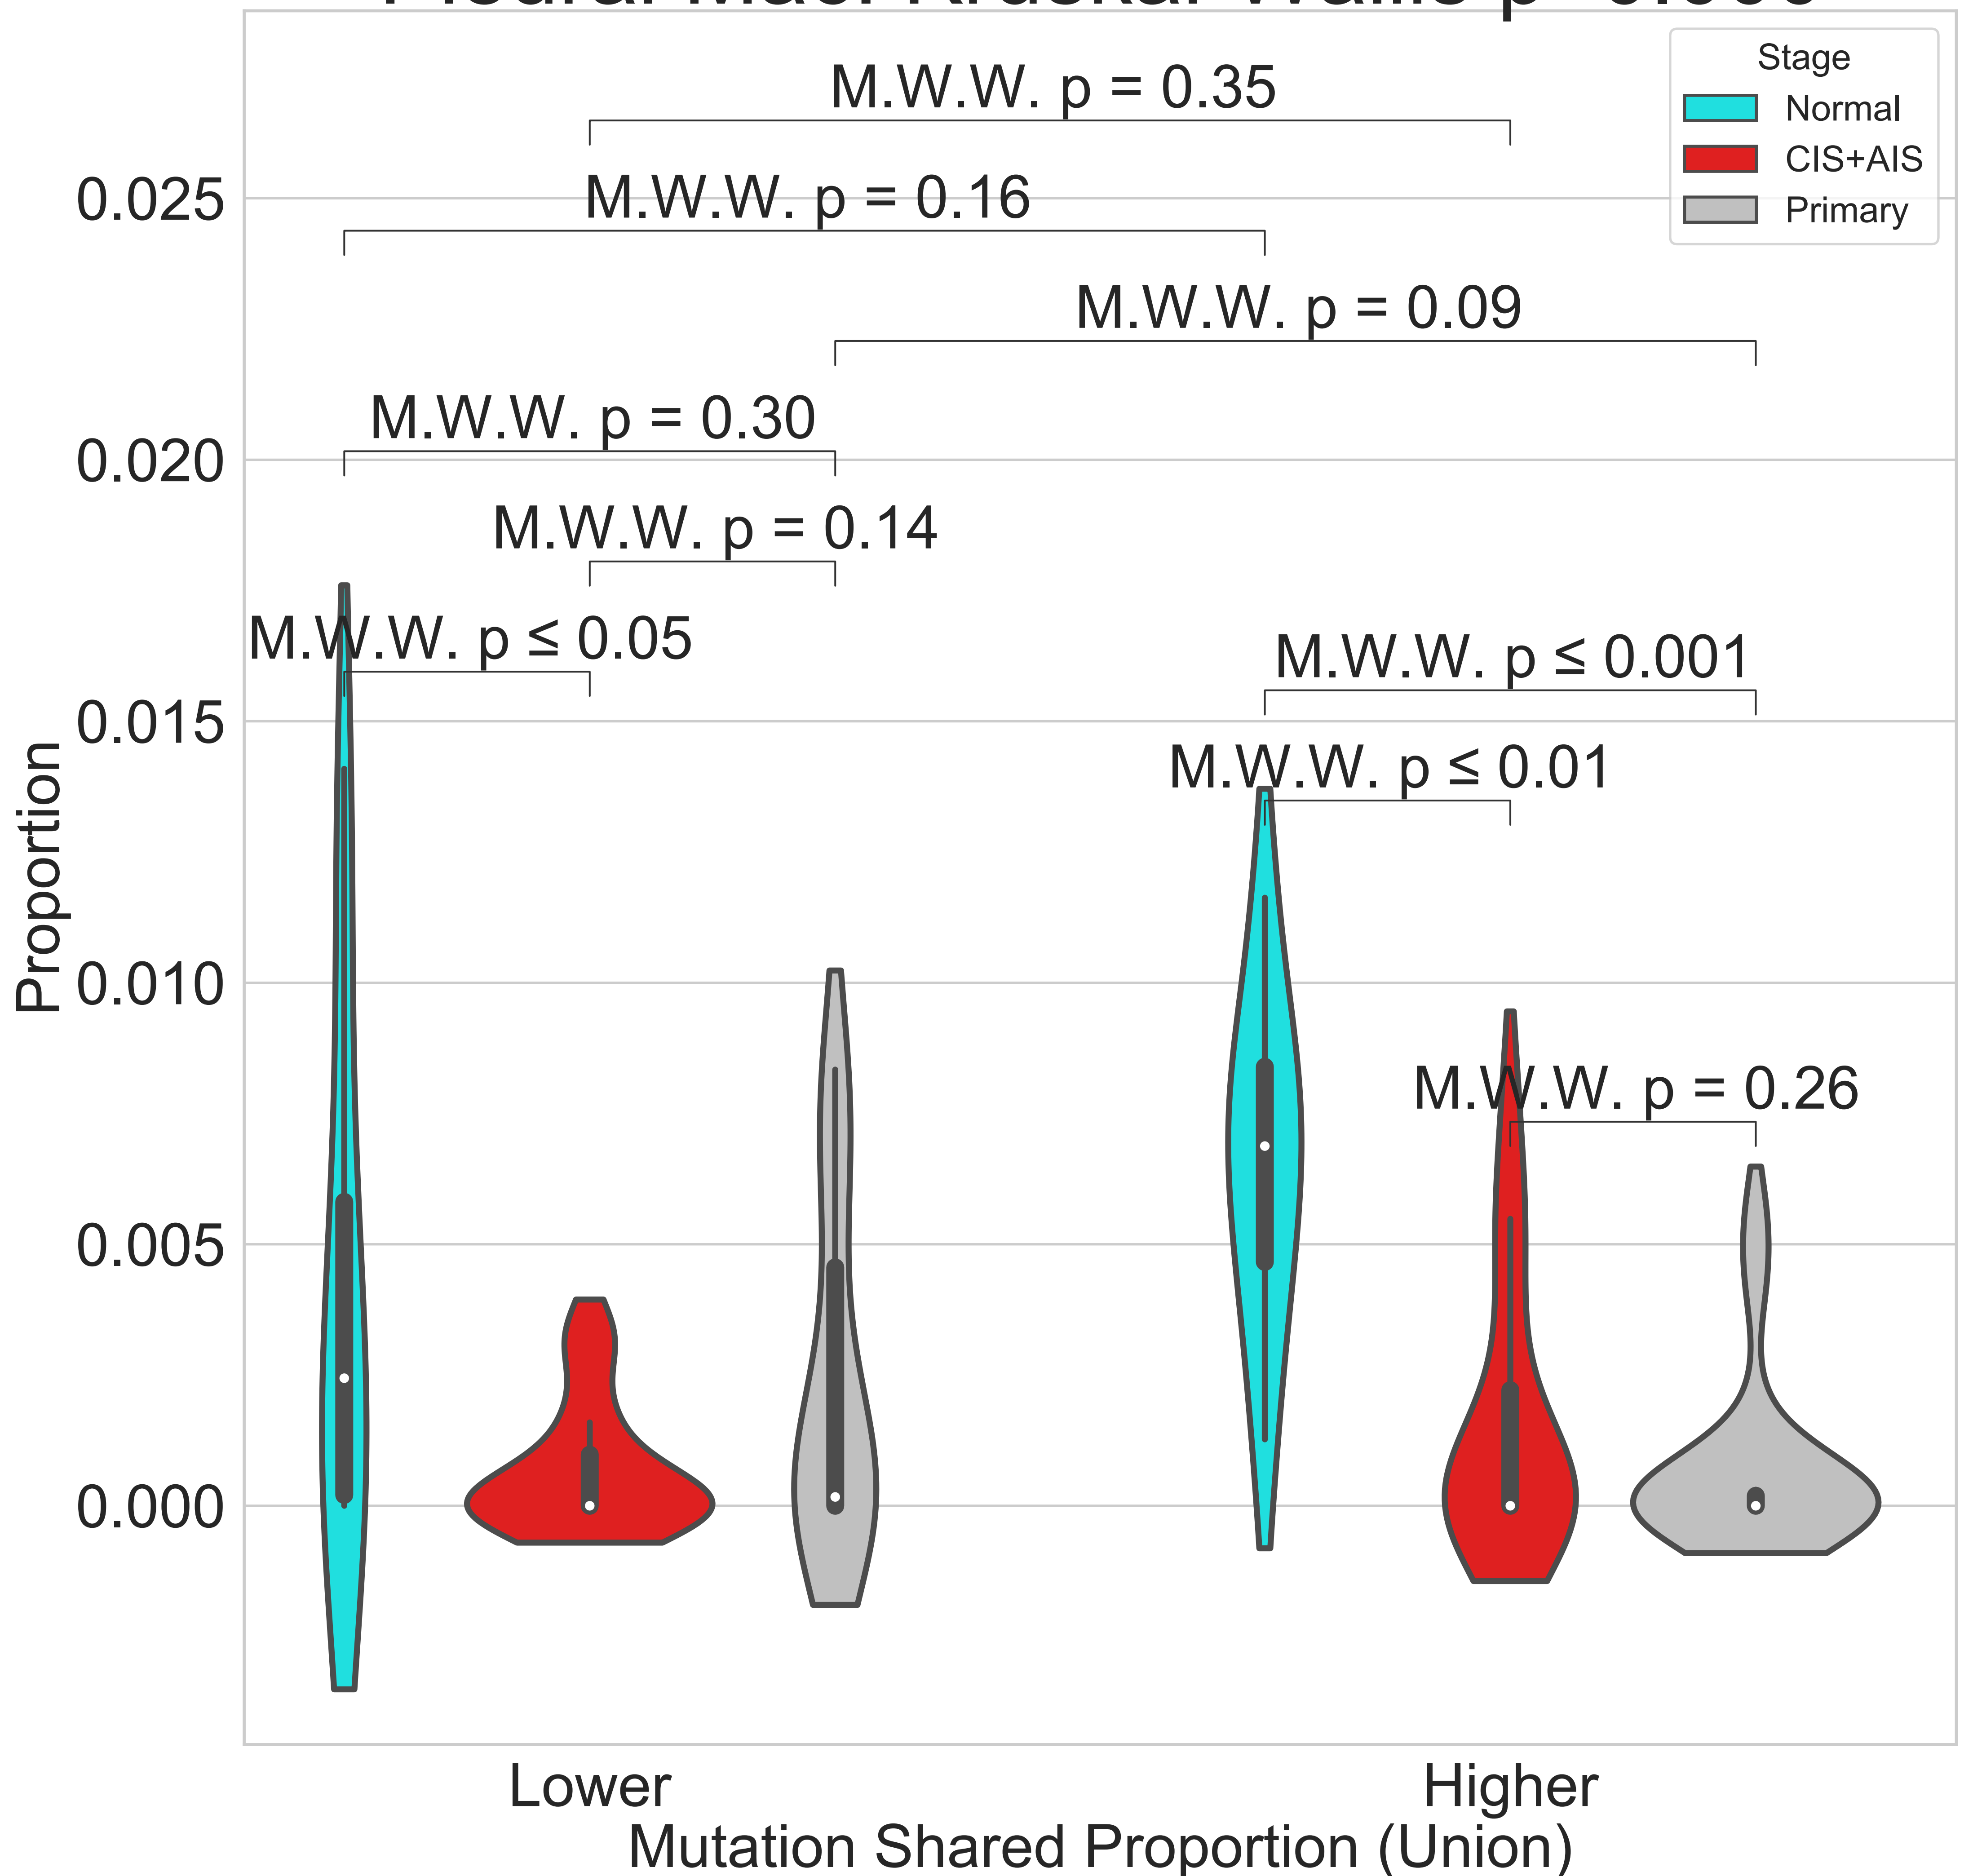 Stage
Normal
CIS+AIS
Primary
M.W.W. p = 0.35
M.W.W. p = 0.16
M.W.W. p = 0.09
M.W.W. p = 0.30
M.W.W. p = 0.14
M.W.W. p ≤ 0.05
M.W.W. p ≤ 0.001
M.W.W. p ≤ 0.01
M.W.W. p = 0.26
0.025
0.020
0.015
0.010
0.005
0.000
Proportion
Lower
Higher
Mutation Shared Proportion (Union)